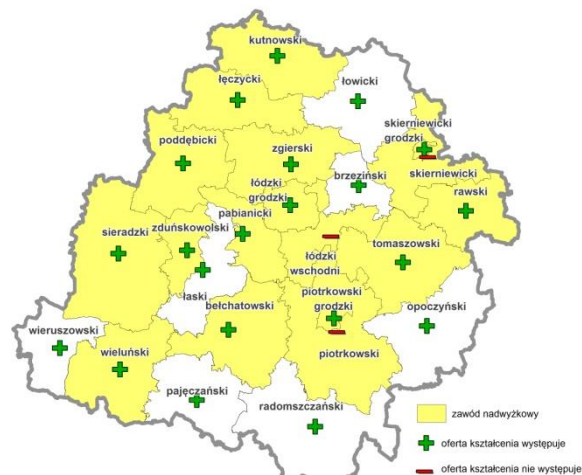 kutnowski
łęczycki
łowicki
skierniewicki
grodzki
poddębicki
zgierski
brzeziński
skierniewicki
łódzki
grodzki
rawski
pabianicki
zduńskowolski
sieradzki
tomaszowski
łódzki
wschodni
łaski
piotrkowski
grodzki
bełchatowski
opoczyński
wieruszowski
wieluński
piotrkowski
pajęczański
radomszczański
zawód nadwyżkowy
oferta kształcenia występuje
oferta kształcenia nie występuje